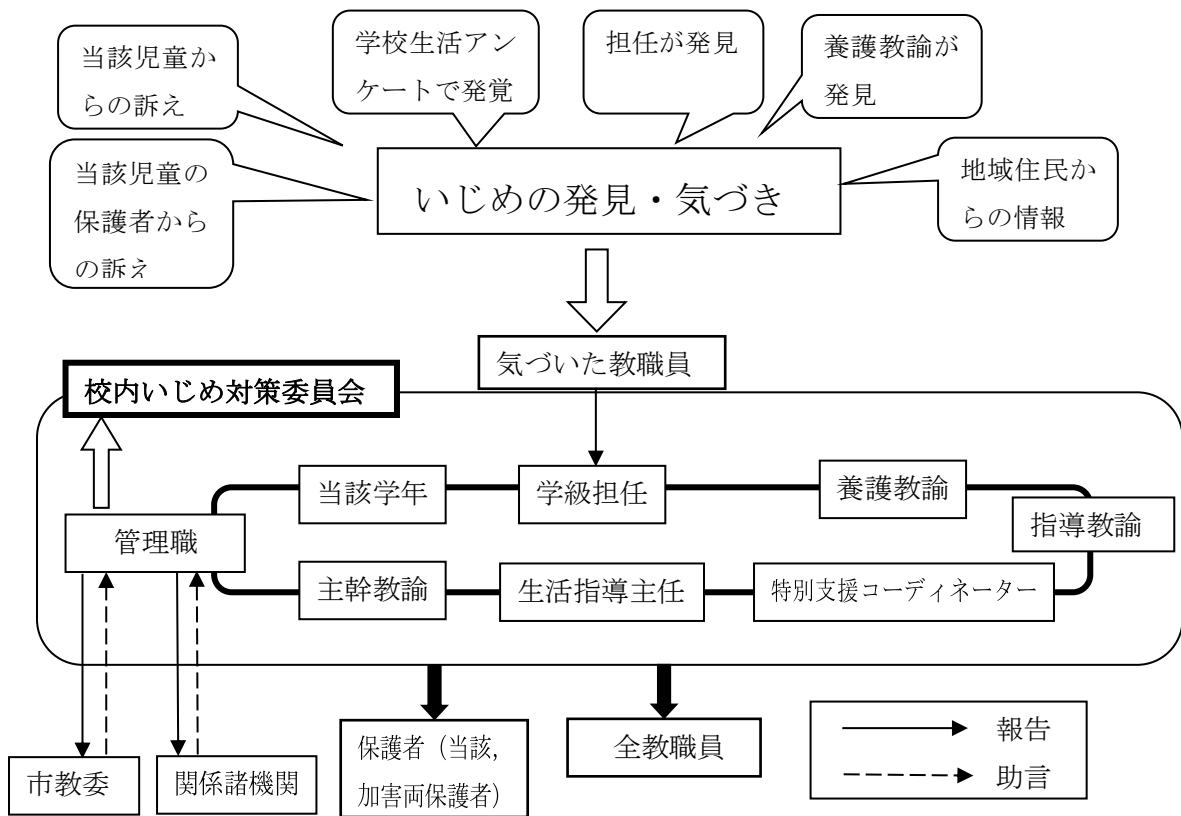 当該児童か
らの訴え
学校生活アン
ケートで発覚
担任が発見
養護教諭が
発見
当該児童の
保護者から
の訴え
いじめの発見・気づき
地域住民か
らの情報
気づいた教職員
校内いじめ対策委員会
当該学年
学級担任
養護教諭
指導教諭
管理職
主幹教諭
生活指導主任
特別支援コーディネーター
市教委
関係諸機関
保護者（当該,
加害両保護者）
全教職員
報告
助言